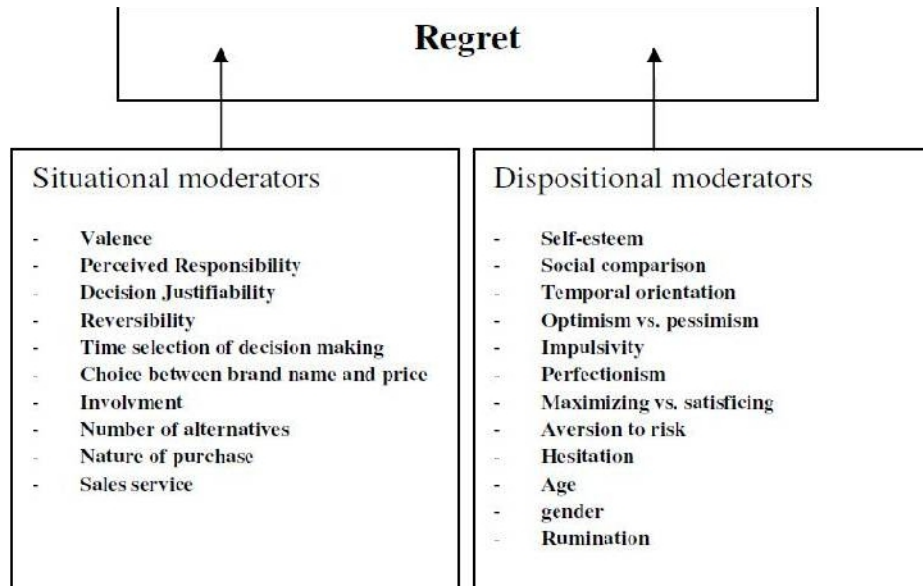 Regret
Situational moderators
- Valence
- Perceived Responsibility
- Decision Justifiability
- Reversibility
- Time selection of decision making
- Choice between brand name and price
- Involvment
- Number of alternatives
- Nature of purchase
- Sales service
Dispositional moderators
- Self-esteem
- Social comparison
- Temporal orientation
- Optimism vs. pessimism
- Impulsivity
- Perfectionism
- Maximizing vs. satisficing
- Aversion to risk
- Hesitation
- Age
- gender
- Rumination